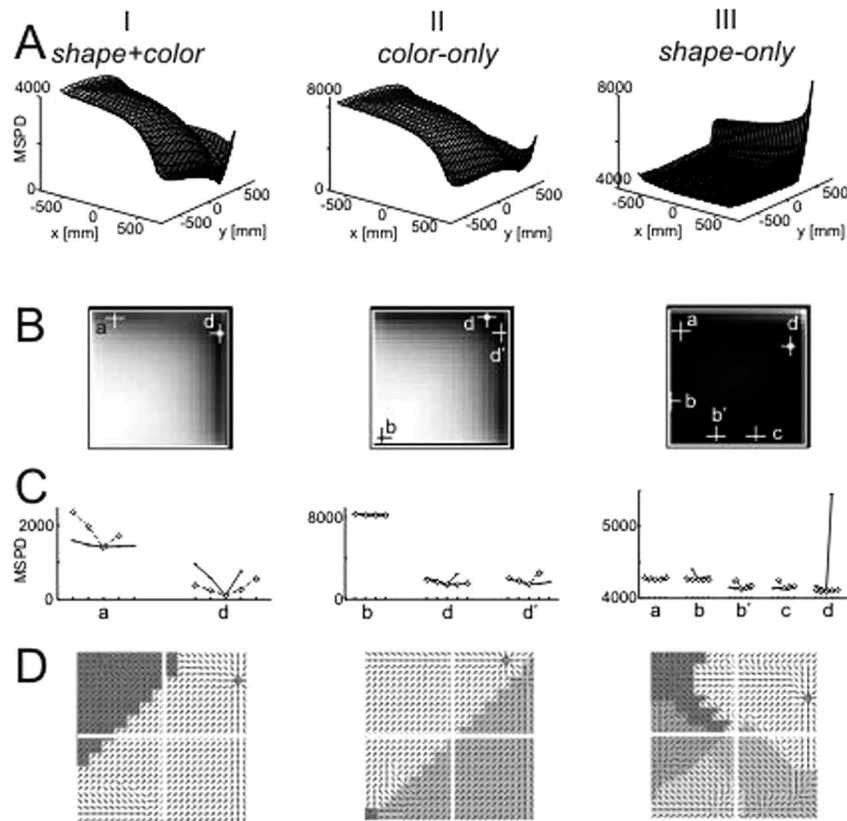 I II III
A shape+color color-only shape-only
4000 8000 8000
MSPD
0 0 4000
-500 0 500 -500 0 500 -500 0 500 -500 0 500 -500 0 500 -500 0 500
x [mm] y [mm] x [mm] y [mm] x [mm] y [mm]
B
a d d d' b a d b b' c
C
MSPD
2000 8000 5000
0 0 4000
a d b d d' a b b' c d
D